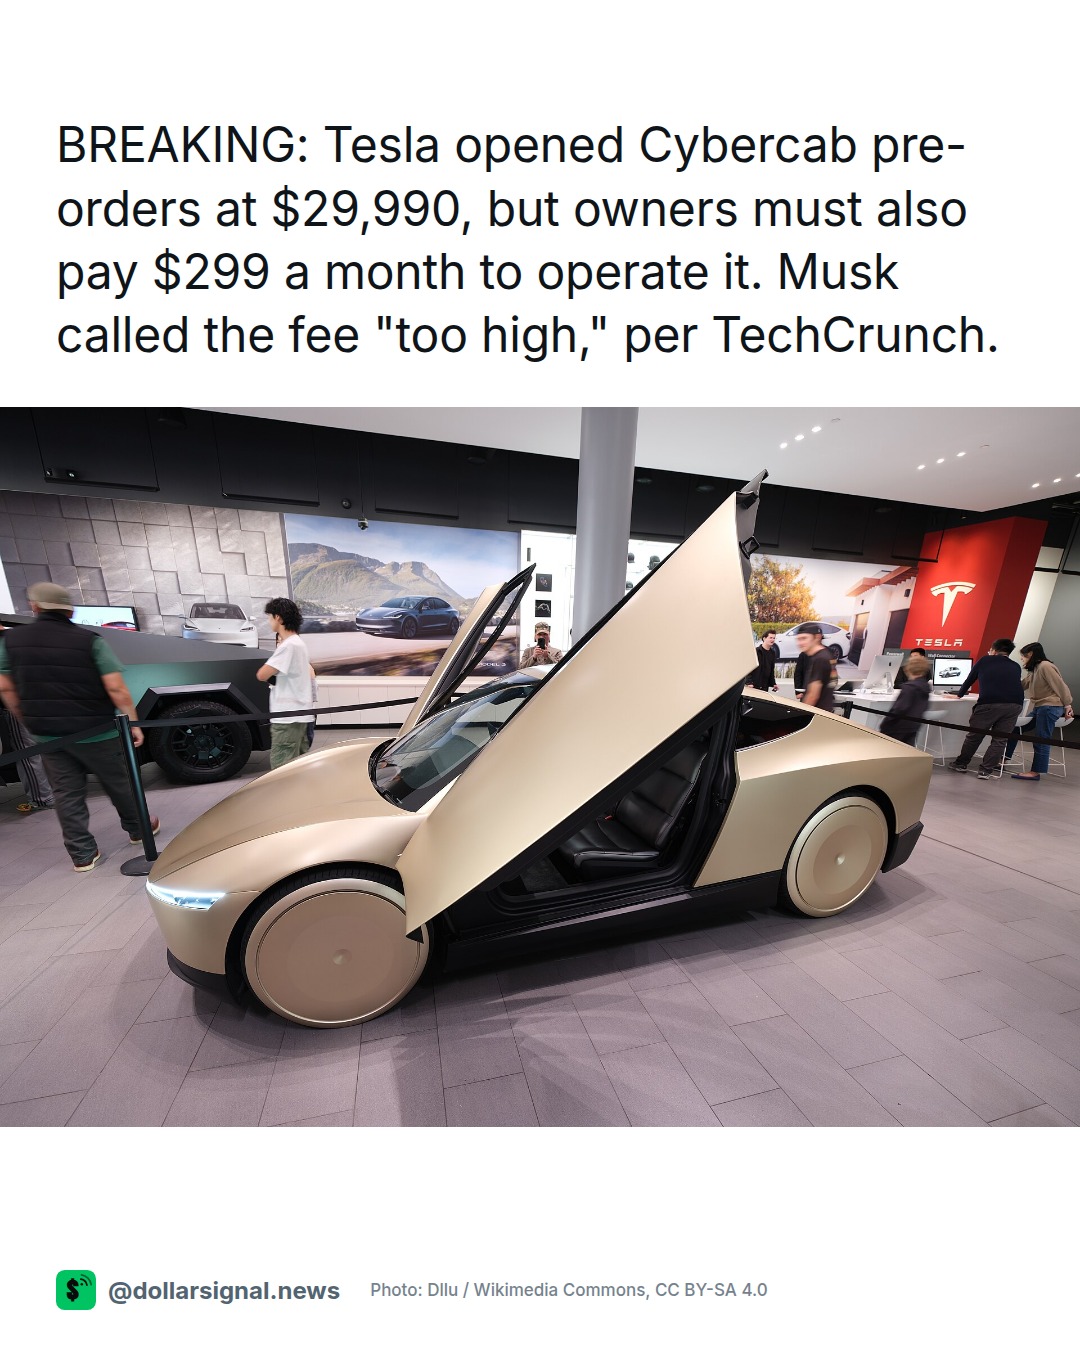 BREAKING: Tesla opened Cybercab pre-
orders at $29,990, but owners must also
pay $299 a month to operate it. Musk
called the fee "too high," per TechCrunch.
MODEL 3
TESLA
@dollarsignal.news
Photo: Dllu / Wikimedia Commons, CC BY-SA 4.0